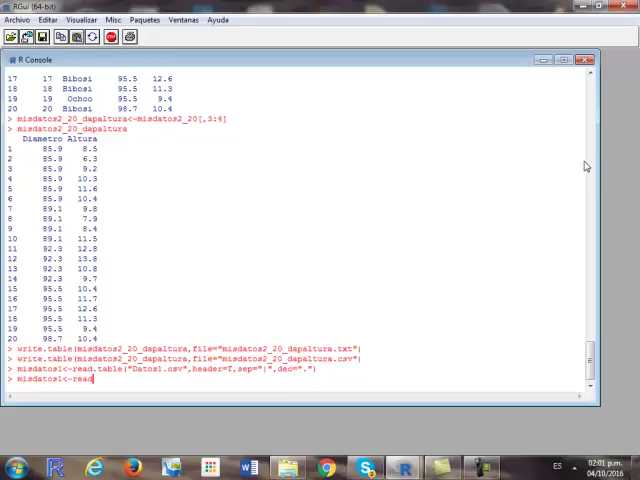 RGui (64-bit)
Archivo Editar Visualizar Misc Paquetes Ventanas Ayuda
STOP
R Console
17 17 Bibosi 95.5 12.6
18 18 Bibosi 95.5 11.3
19 19 Ochoo 95.5 9.4
20 20 Bibosi 98.7 10.4
> misdatos2_20_dapaltura<-misdatos2_20[,3:4]
> misdatos2_20_dapaltura
Diametro Altura
1 85.9 8.5
2 85.9 6.3
3 85.9 9.2
4 85.9 10.3
5 85.9 11.6
6 85.9 10.4
7 89.1 9.8
8 89.1 7.9
9 89.1 8.4
10 89.1 11.5
11 92.3 12.8
12 92.3 13.8
13 92.3 10.8
14 92.3 9.7
15 95.5 10.4
16 95.5 11.7
17 95.5 12.6
18 95.5 11.3
19 95.5 9.4
20 98.7 10.4
> write.table(misdatos2_20_dapaltura,file="misdatos2_20_dapaltura.txt")
> write.table(misdatos2_20_dapaltura,file="misdatos2_20_dapaltura.csv")
> misdatos1<-read.table("Datos1.csv",header=T,sep="|",dec=".")
> misdatos1<-read
ES
02:01 p.m.
04/10/2016